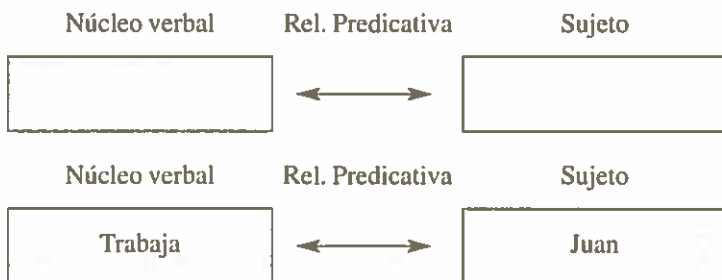 Núcleo verbal Rel. Predicativa Sujeto
Núcleo verbal Rel. Predicativa Sujeto
Trabaja Juan